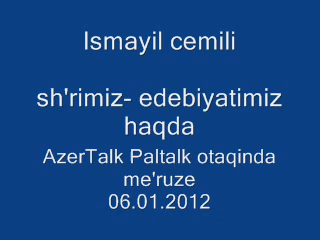 Ismayil cemili
sh'rimiz- edebiyatimiz
haqda
AzerTalk Paltalk otaqinda
me'ruze
06.01.2012